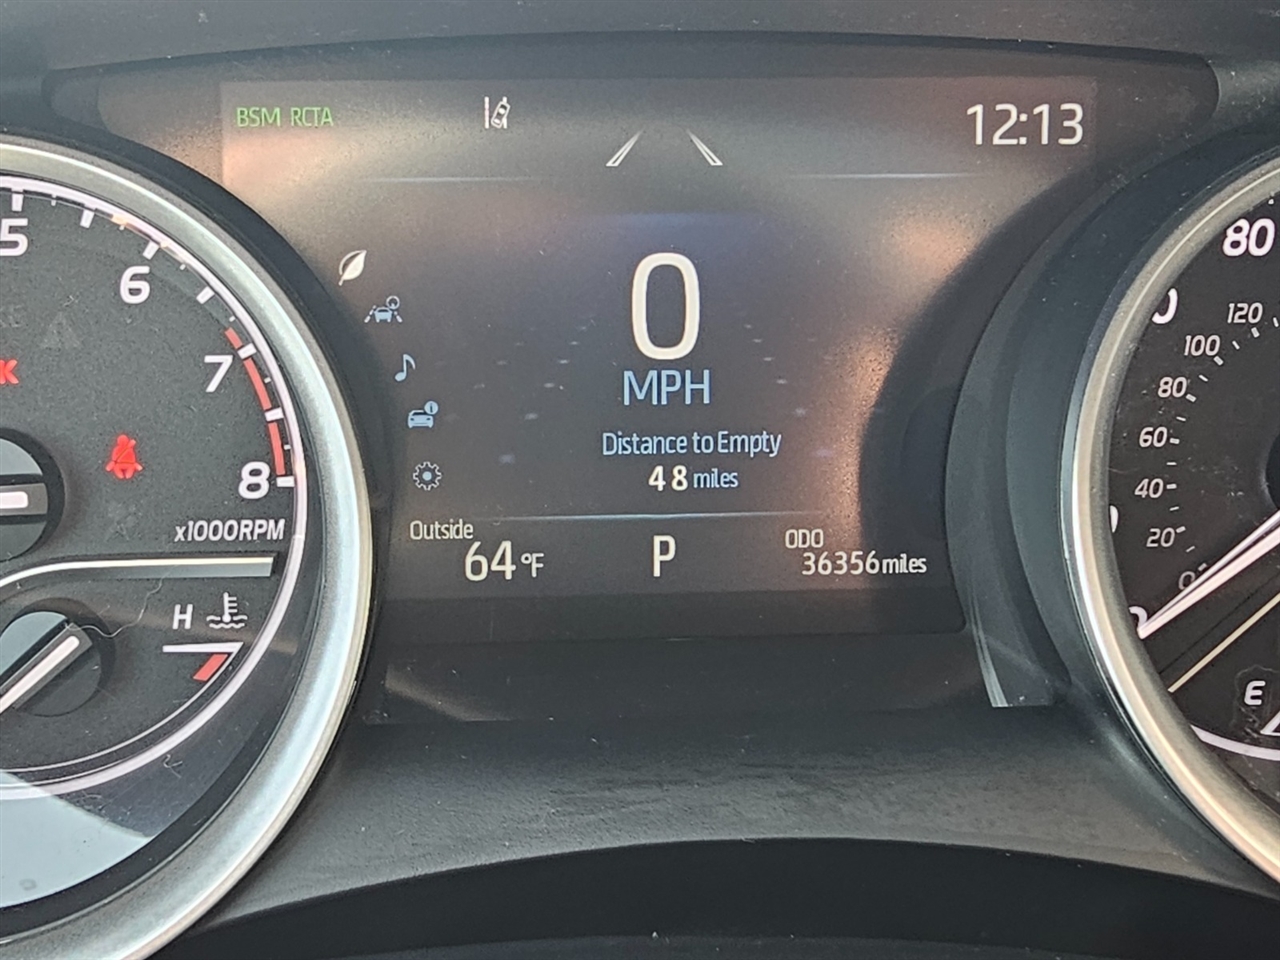 BSM RCTA
12:13
5
6
7
8
x1000RPM
H
0
MPH
Distance to Empty
48 miles
Outside
64°F
P
ODO
36356 miles
80
120
100
80
60
40
20
0
E